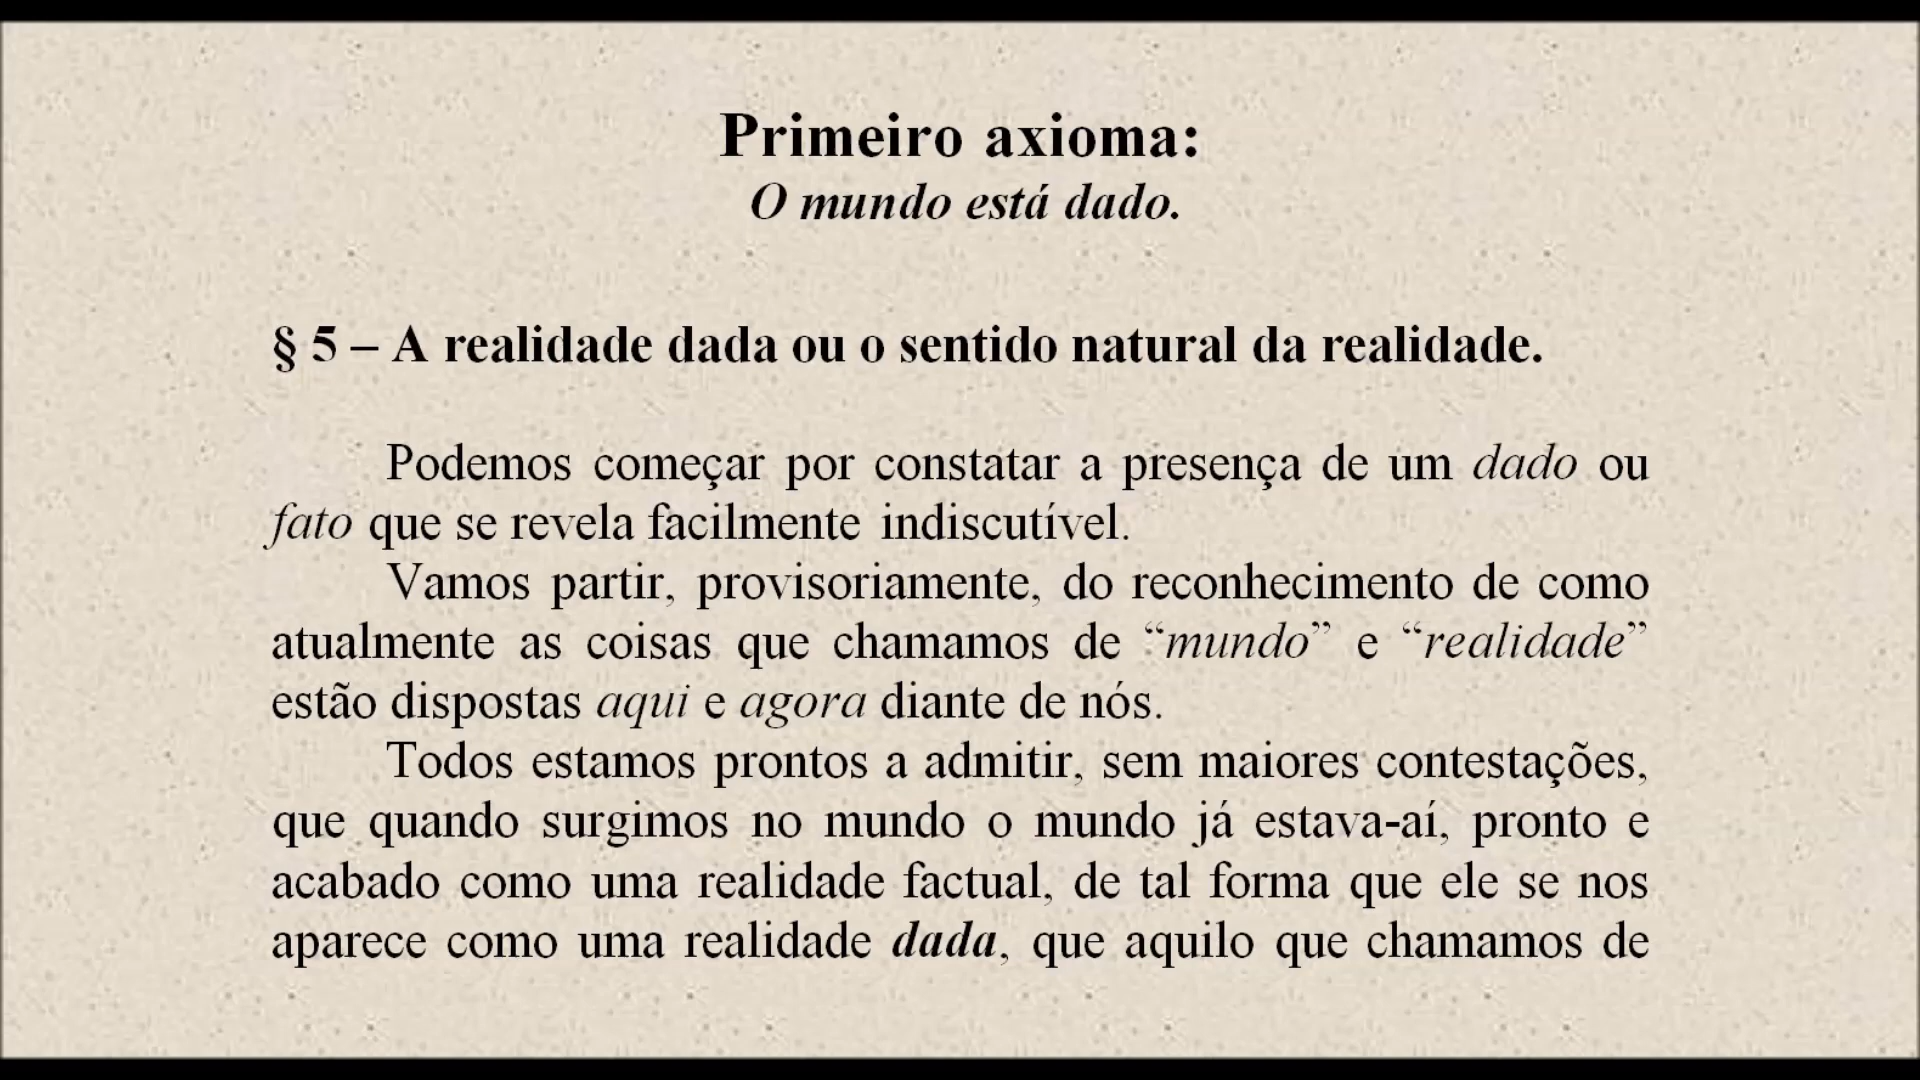 Primeiro axioma:
O mundo está dado.
§ 5 – A realidade dada ou o sentido natural da realidade.
Podemos começar por constatar a presença de um dado ou
fato que se revela facilmente indiscutível.
Vamos partir, provisoriamente, do reconhecimento de como
atualmente as coisas que chamamos de “mundo” e “realidade”
estão dispostas aqui e agora diante de nós.
Todos estamos prontos a admitir, sem maiores contestações,
que quando surgimos no mundo o mundo já estava-aí, pronto e
acabado como uma realidade factual, de tal forma que ele se nos
aparece como uma realidade dada, que aquilo que chamamos de